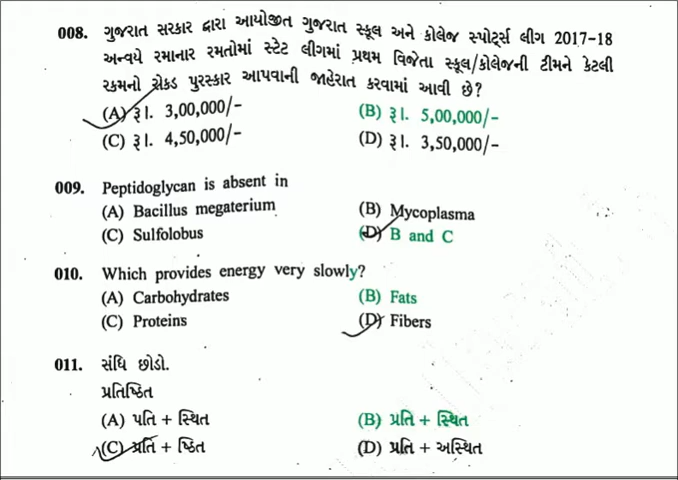 008. ગુજરાત સરકાર દ્વારા આયોજીત ગુજરાત સ્કૂલ અને કોલેજ સ્પોર્ટ્સ લીગ 2017-18
અન્વયે રમાનાર રમતોમાં સ્ટેટ લીગમાં પ્રથમ વિજેતા સ્કૂલ/કોલેજની ટીમને કેટલી
રકમનો રોકડ પુરસ્કાર આપવાની જાહેરાત કરવામાં આવી છે?
(A) રૂા. 3,00,000/- (B) રૂા. 5,00,000/-
(C) રૂા. 4,50,000/- (D) રૂા. 3,50,000/-
009. Peptidoglycan is absent in
(A) Bacillus megaterium (B) Mycoplasma
(C) Sulfolobus (D) B and C
010. Which provides energy very slowly?
(A) Carbohydrates (B) Fats
(C) Proteins (D) Fibers
011. સંધિ છોડો.
પ્રતિષ્ઠિત
(A) પતિ + સ્થિત (B) પ્રતિ + સ્થિત
(C) પ્રતિ + ષ્ઠિત (D) પ્રતિ + અસ્થિત